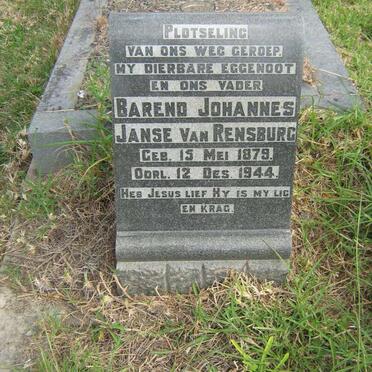 PLOTSELING
VAN ONS WEG GEROEP.
MY DIERBARE EGGENOOT
EN ONS VADER
BAREND JOHANNES
JANSE VAN RENSBURG
GEB. 15 MEI 1879.
OORL. 12 DES 1944.
HEB JESUS LIEF HY IS MY LIG
EN KRAG.